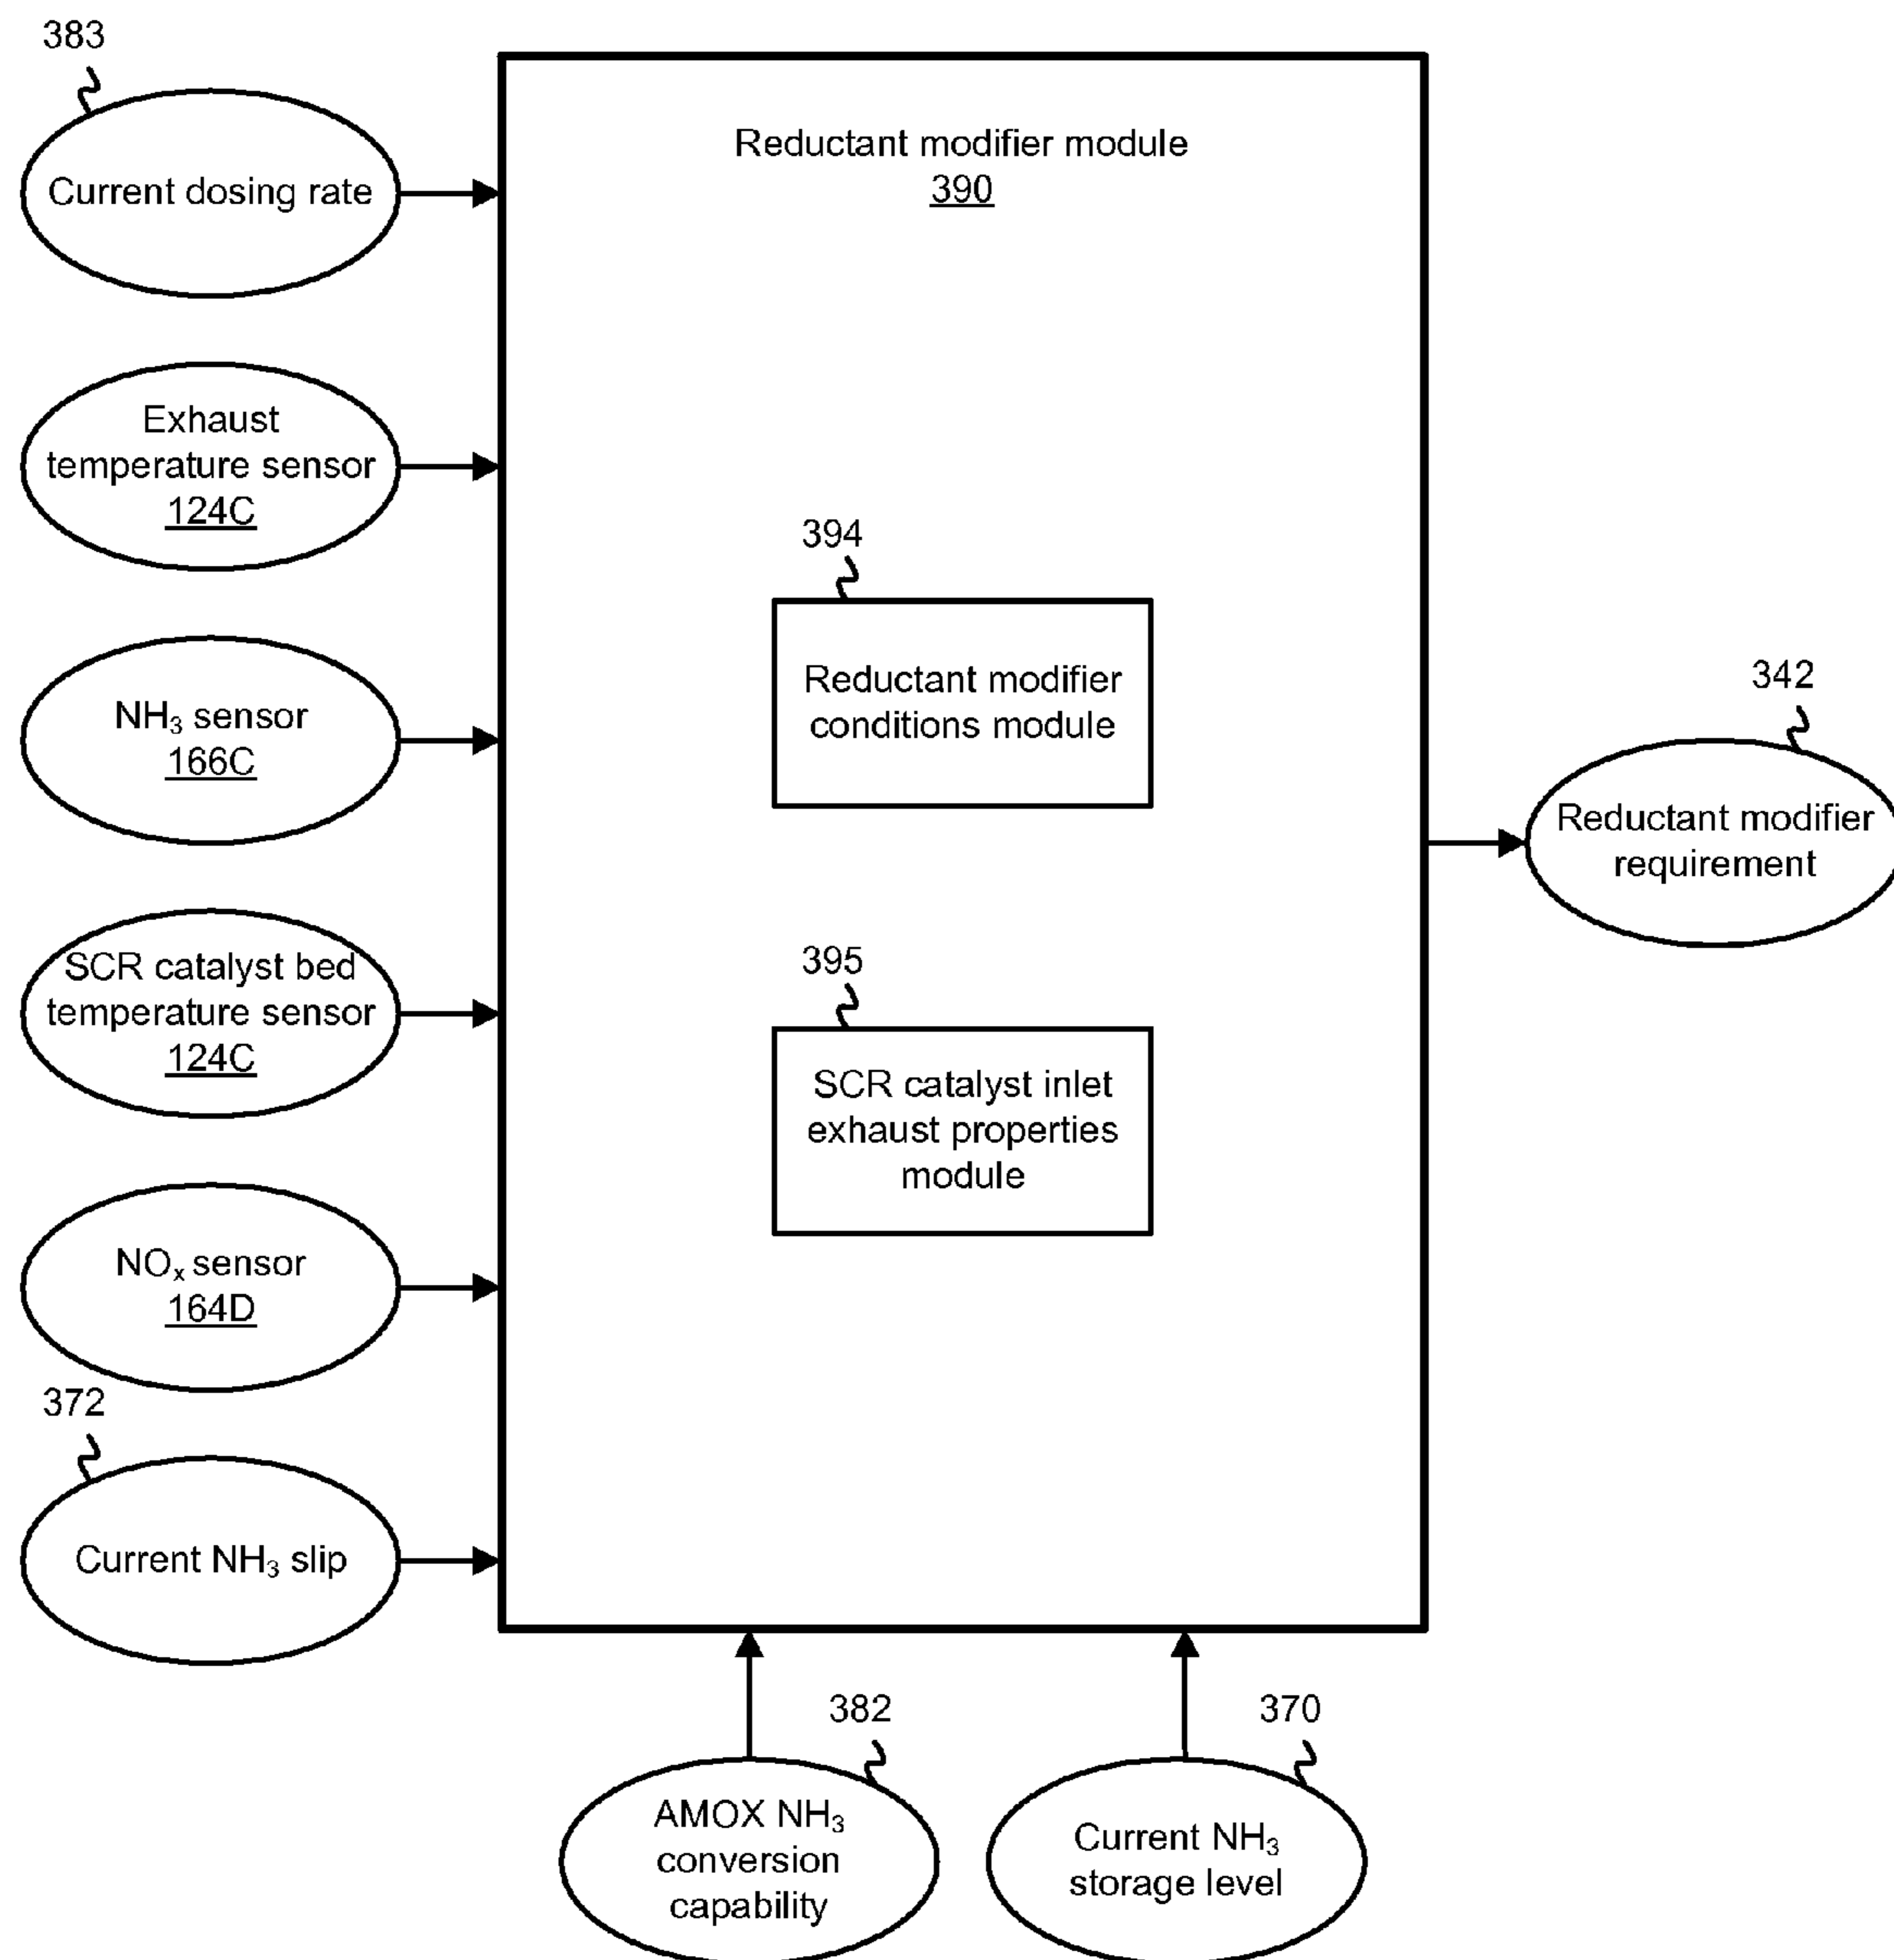 383
Current dosing rate
Reductant modifier module
390
Exhaust
temperature sensor
124C
NH₃ sensor
166C
SCR catalyst bed
temperature sensor
124C
NOₓ sensor
164D
372
Current NH₃ slip
394
Reductant modifier
conditions module
395
SCR catalyst inlet
exhaust properties
module
342
Reductant modifier
requirement
382
AMOX NH₃
conversion
capability
370
Current NH₃
storage level